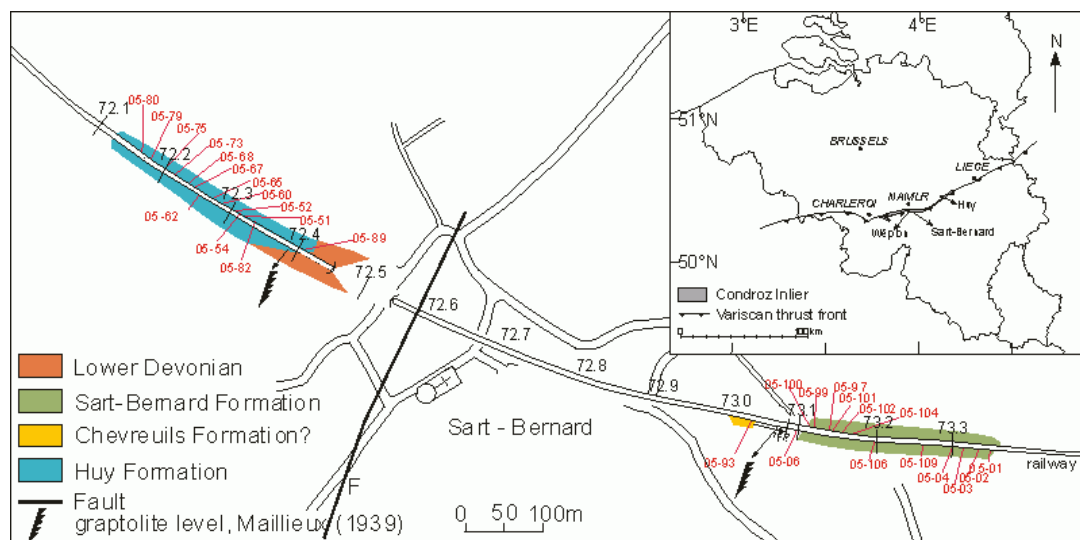 3°E
4°E
N
51°N
BRUSSELS
LIEGE
NAMUR
CHARLEROI
Huy
Wépion
Sart-Bernard
50°N
Condroz Inlier
Variscan thrust front
0
100 km
72.1
05-80
05-79
05-75
72.2
05-73
05-68
05-67
05-65
72.3
05-60
05-52
05-51
05-62
05-54
05-82
72.4
05-89
72.5
72.6
72.7
72.8
72.9
73.0
05-100
05-99
05-97
73.1
05-101
05-102
05-104
73.2
73.3
05-93
05-06
05-106
05-109
05-04
05-03
05-02
05-01
railway
Sart - Bernard
F
Lower Devonian
Sart-Bernard Formation
Chevreuils Formation?
Huy Formation
Fault
graptolite level, Maillieux (1939)
0 50 100m